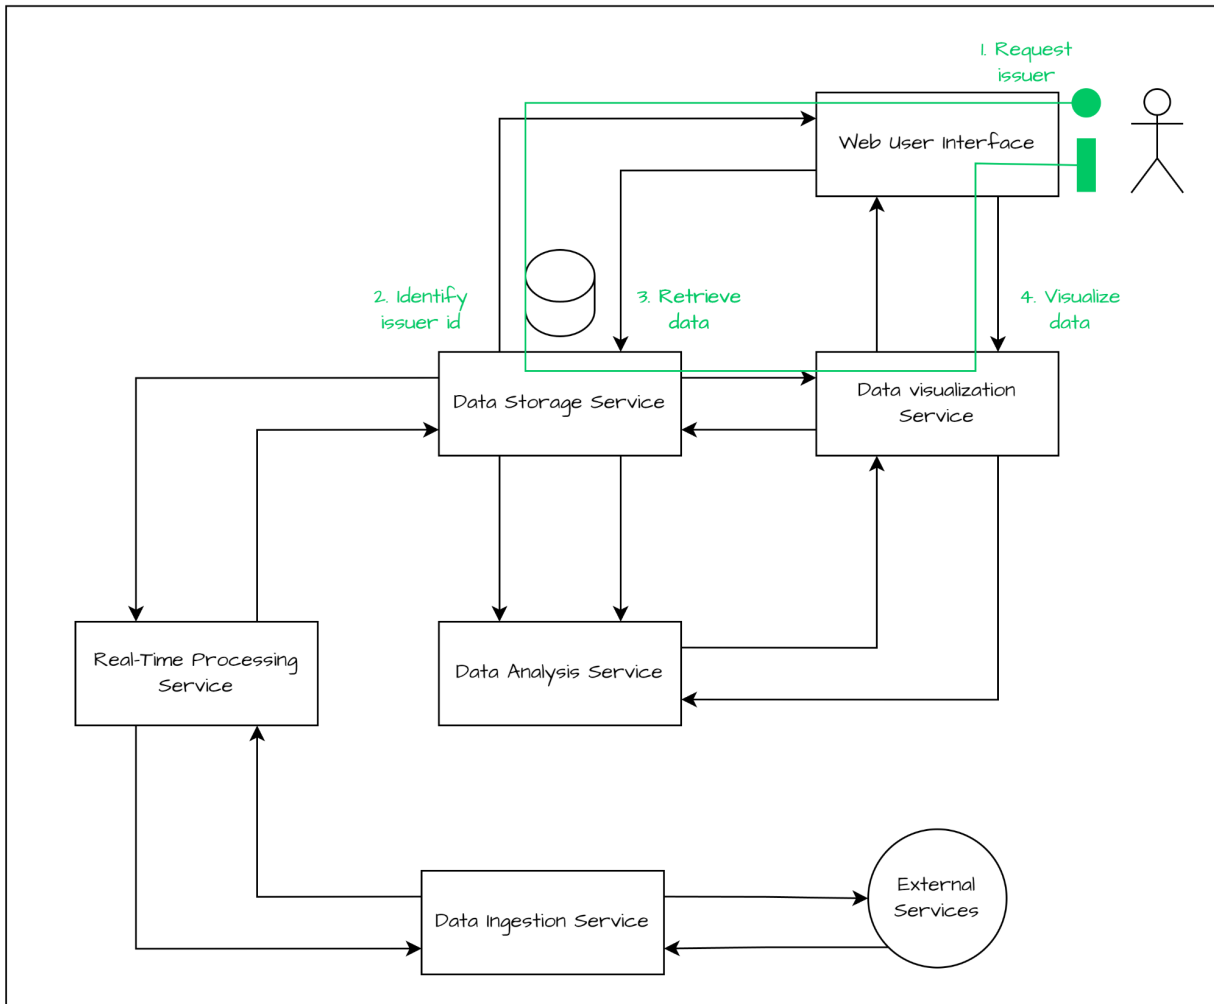 1. Request
issuer
Web User Interface
2. Identify
issuer id
3. Retrieve
data
4. Visualize
data
Data Storage Service
Data visualization
Service
Real-Time Processing
Service
Data Analysis Service
Data Ingestion Service
External
Services